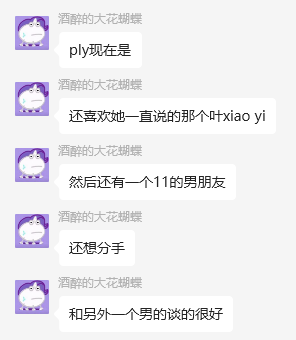 酒醉的大花蝴蝶
ply现在是
酒醉的大花蝴蝶
还喜欢她一直说的那个叶xiao yi
酒醉的大花蝴蝶
然后还有一个11的男朋友
酒醉的大花蝴蝶
还想分手
酒醉的大花蝴蝶
和另外一个男的谈的很好